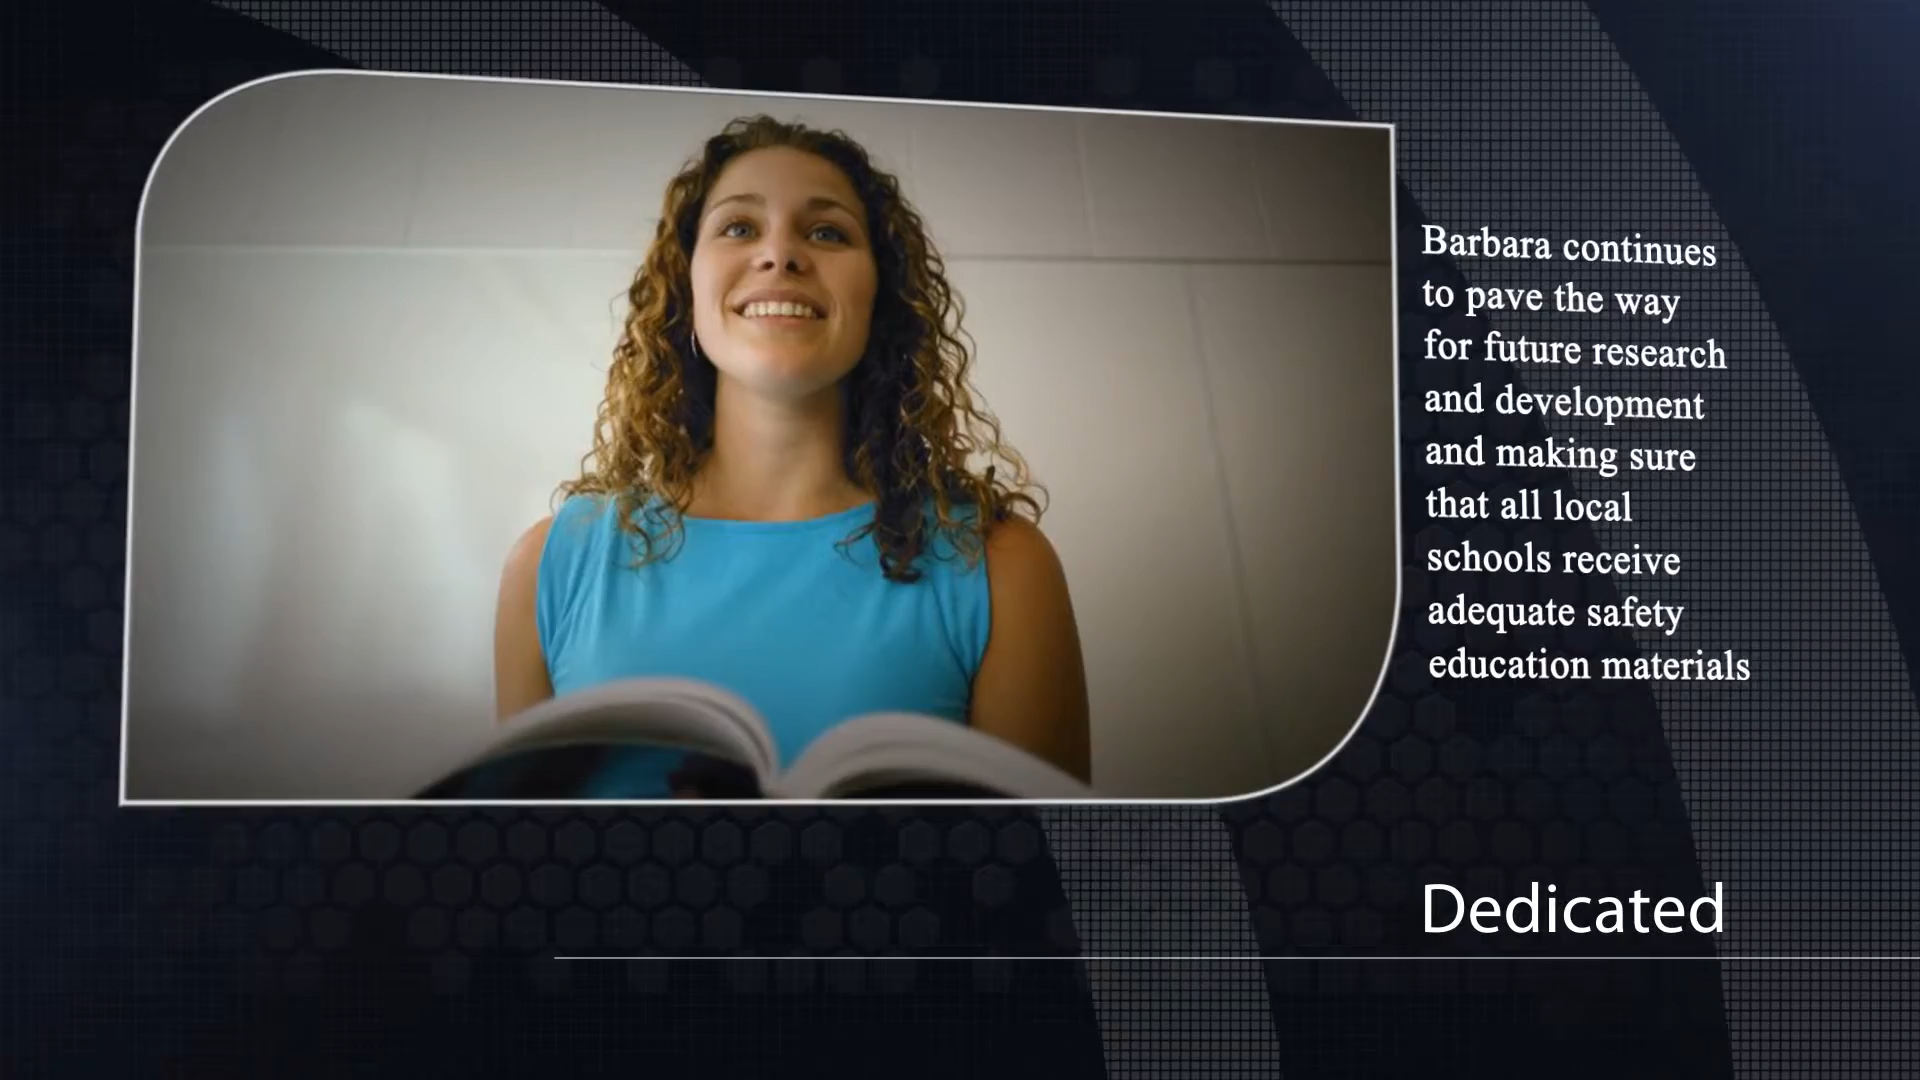 Barbara continues
to pave the way
for future research
and development
and making sure
that all local
schools receive
adequate safety
education materials
Dedicated